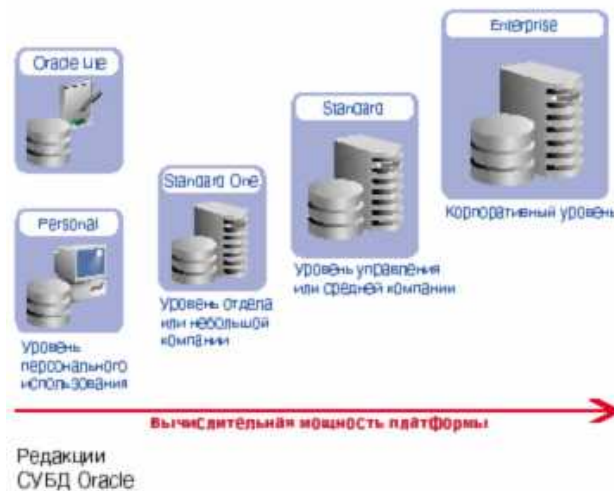 Oracle Lite
Personal
Уровень
персонального
использования
Standard One
Уровень отдела
или небольшой
компании
Standard
Уровень управления
или средней компании
Enterprise
Корпоративный уровень
Вычислительная мощность платформы
Редакции
СУБД Oracle